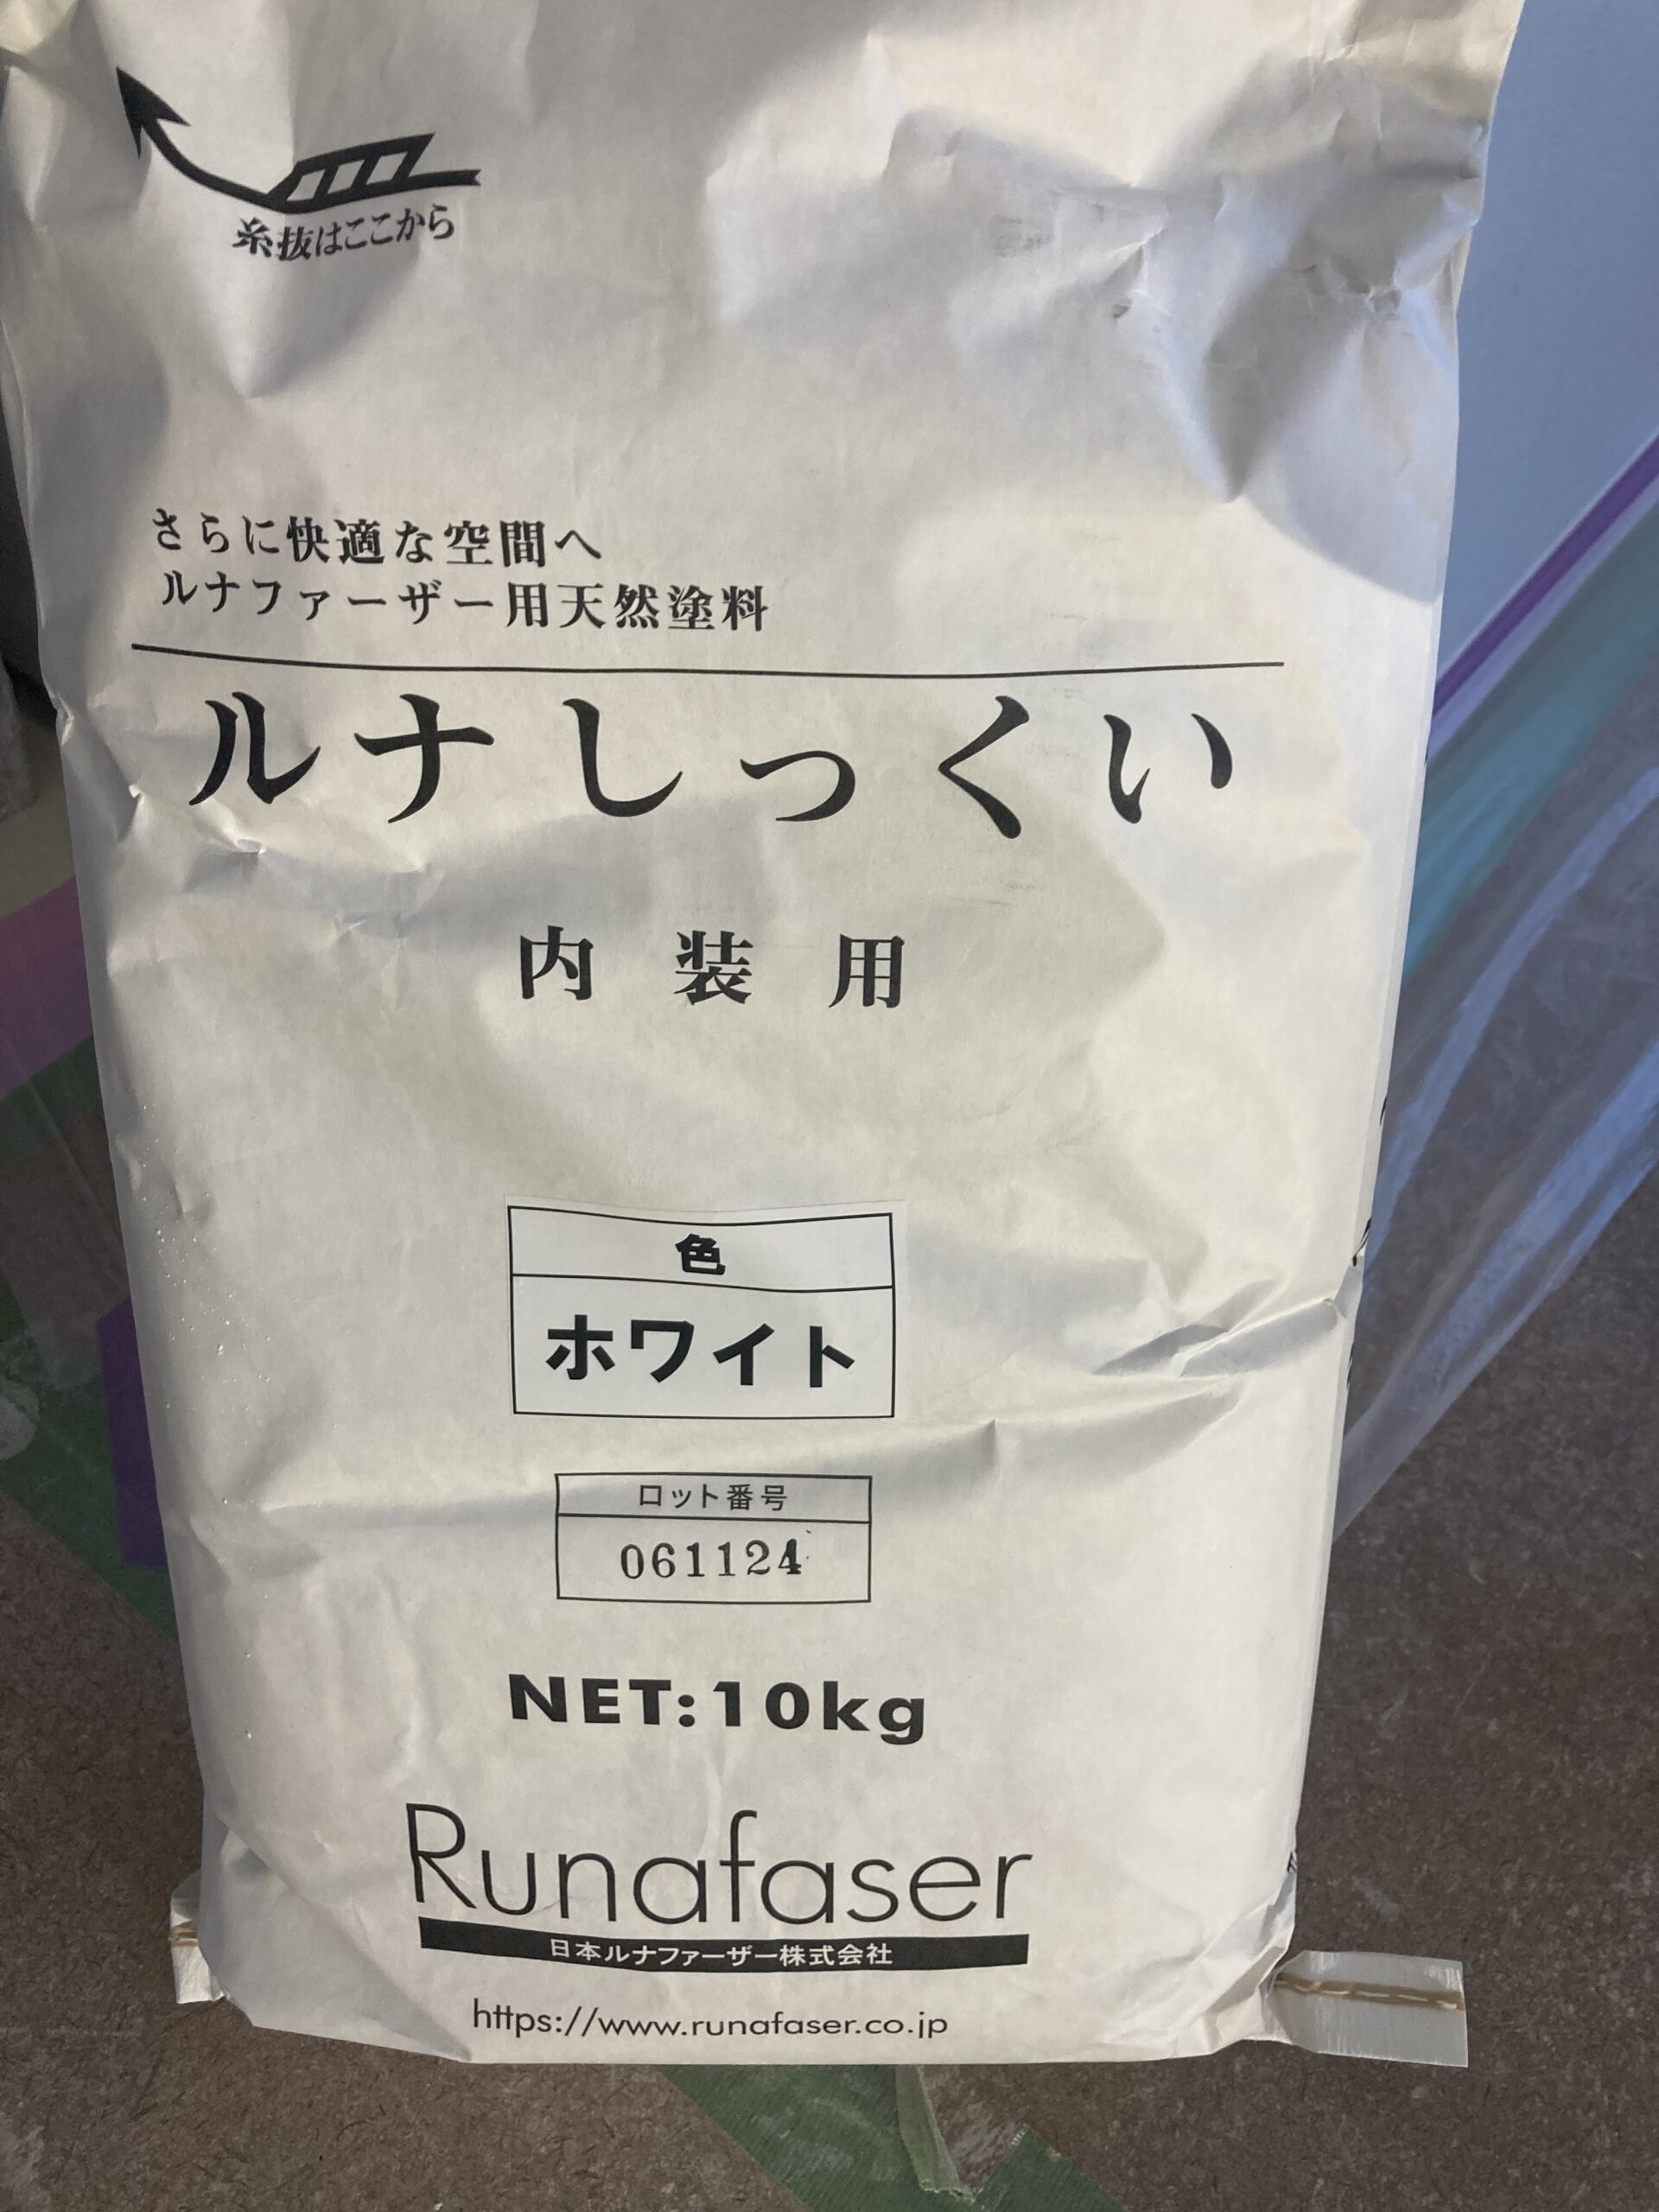 糸抜はここから
さらに快適な空間へ
ルナファーザー用天然塗料
ルナしっくい
内装用
色
ホワイト
ロット番号
061124
NET:10kg
Runafaser
日本ルナファーザー株式会社
https://www.runafaser.co.jp